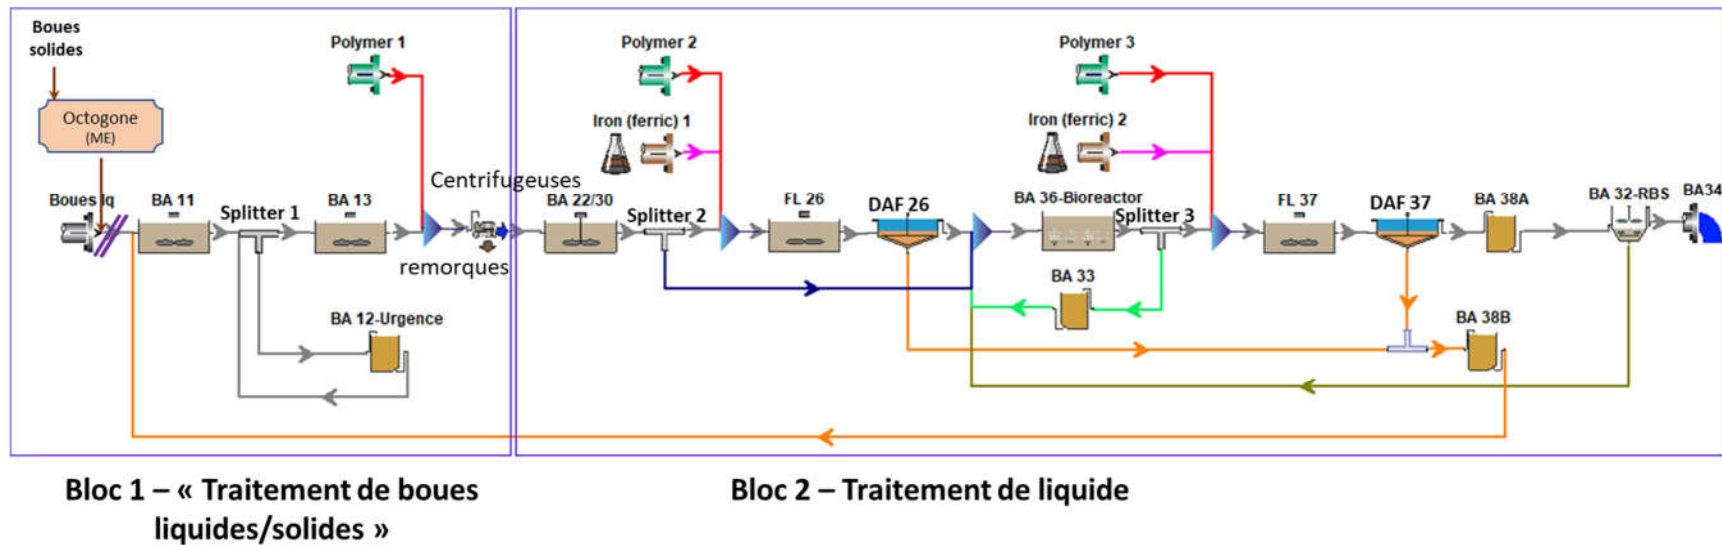 Boues
solides
Octogone
(ME)
Boues lq
BA 11
Splitter 1
BA 13
Polymer 1
Centrifugeuses
remorques
BA 12-Urgence
Polymer 2
Iron (ferric) 1
BA 22/30
Splitter 2
FL 26
DAF 26
Polymer 3
Iron (ferric) 2
BA 36-Bioreactor
Splitter 3
BA 33
FL 37
DAF 37
BA 38A
BA 32-RBS
BA34
BA 38B
Bloc 1 – « Traitement de boues
liquides/solides »
Bloc 2 – Traitement de liquide